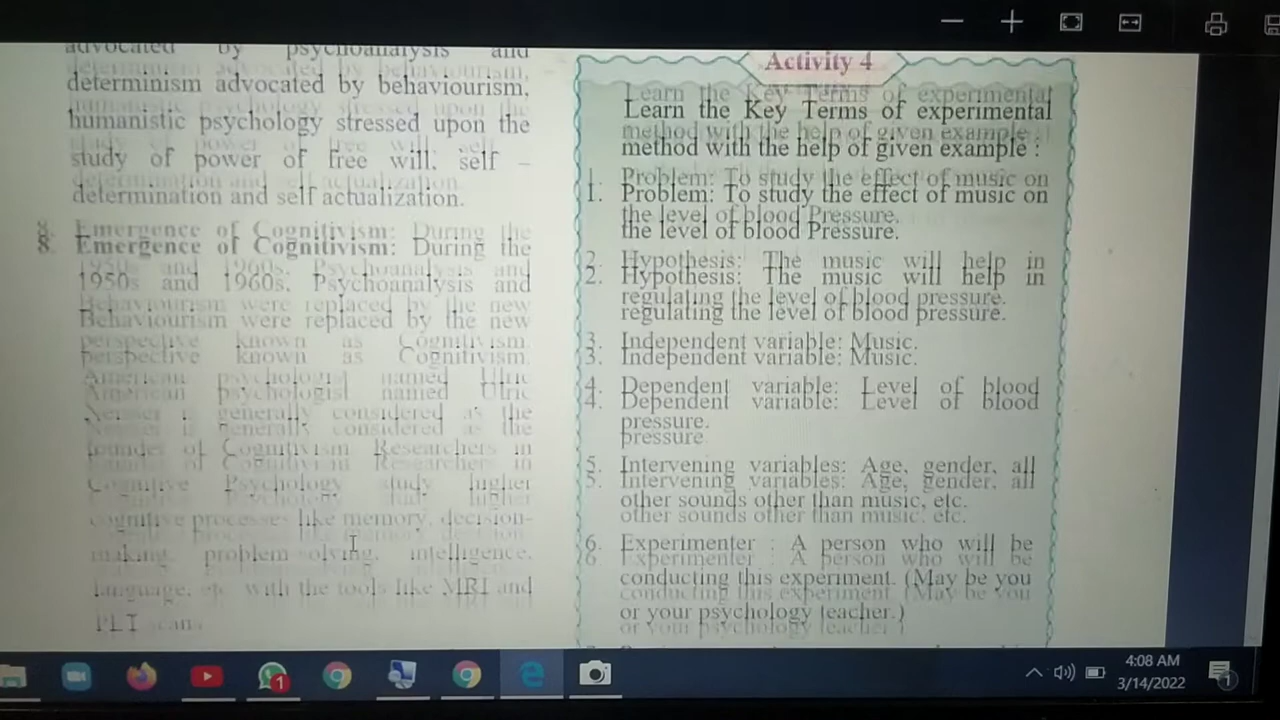 advocated by psychoanalysis and
determinism advocated by behaviourism,
humanistic psychology stressed upon the
study of power of free will, self –
determination and self actualization.
8. Emergence of Cognitivism: During the
1950s and 1960s, Psychoanalysis and
Behaviourism were replaced by the new
perspective known as Cognitivism.
American psychologist named Ulric
Neisser is generally considered as the
founder of Cognitivism Researchers in
Cognitive Psychology study higher
cognitive processes like memory, decision-
making, problem solving, intelligence,
language, etc with the tools like MRI and
PET scans
Activity 4
Learn the Key Terms of experimental
method with the help of given example :
1. Problem: To study the effect of music on
the level of blood Pressure.
2. Hypothesis: The music will help in
regulating the level of blood pressure.
3. Independent variable: Music.
4. Dependent variable: Level of blood
pressure.
5. Intervening variables: Age, gender, all
other sounds other than music, etc.
6. Experimenter : A person who will be
conducting this experiment. (May be you
or your psychology teacher.)
1
4:08 AM
3/14/2022
1